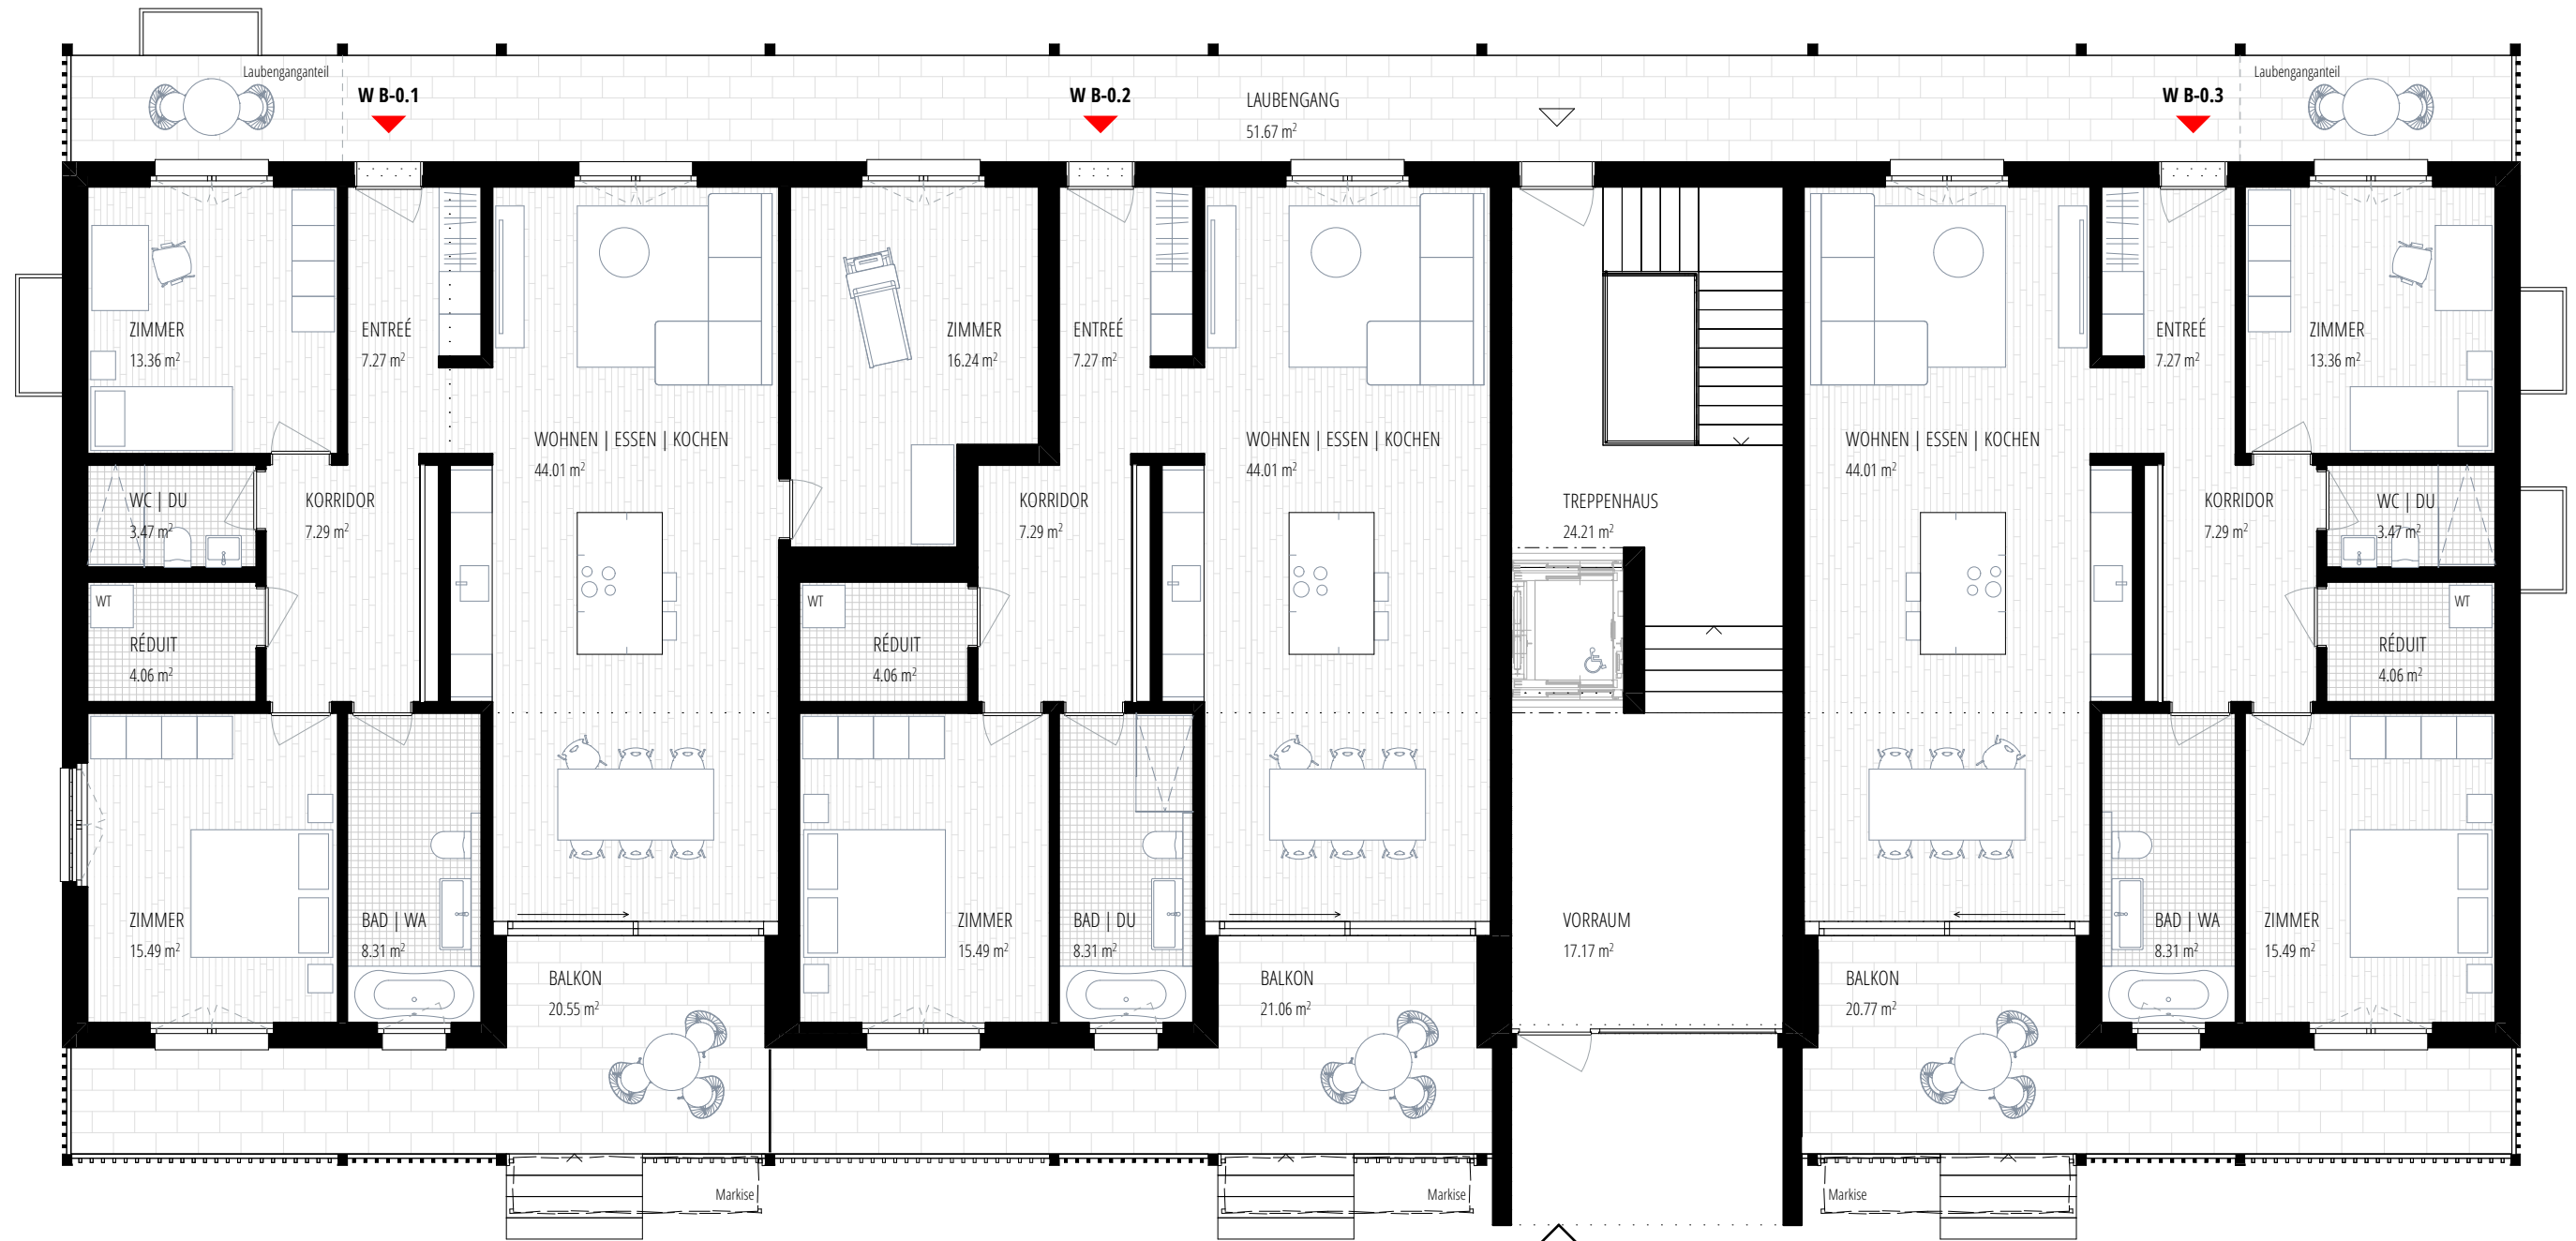 Laubenganganteil
W B-0.1
W B-0.2
LAUBENGANG
51.67 m²
W B-0.3
Laubenganganteil
ZIMMER
13.36 m²
ENTREÉ
7.27 m²
ZIMMER
16.24 m²
ENTREÉ
7.27 m²
ENTREÉ
7.27 m²
ZIMMER
13.36 m²
WOHNEN | ESSEN | KOCHEN
44.01 m²
WOHNEN | ESSEN | KOCHEN
44.01 m²
WOHNEN | ESSEN | KOCHEN
44.01 m²
WC | DU
3.47 m²
KORRIDOR
7.29 m²
KORRIDOR
7.29 m²
TREPPENHAUS
24.21 m²
KORRIDOR
7.29 m²
WC | DU
3.47 m²
WT
RÉDUIT
4.06 m²
WT
RÉDUIT
4.06 m²
WT
RÉDUIT
4.06 m²
ZIMMER
15.49 m²
BAD | WA
8.31 m²
ZIMMER
15.49 m²
BAD | DU
8.31 m²
VORRAUM
17.17 m²
BAD | WA
8.31 m²
ZIMMER
15.49 m²
BALKON
20.55 m²
BALKON
21.06 m²
BALKON
20.77 m²
Markise
Markise
Markise